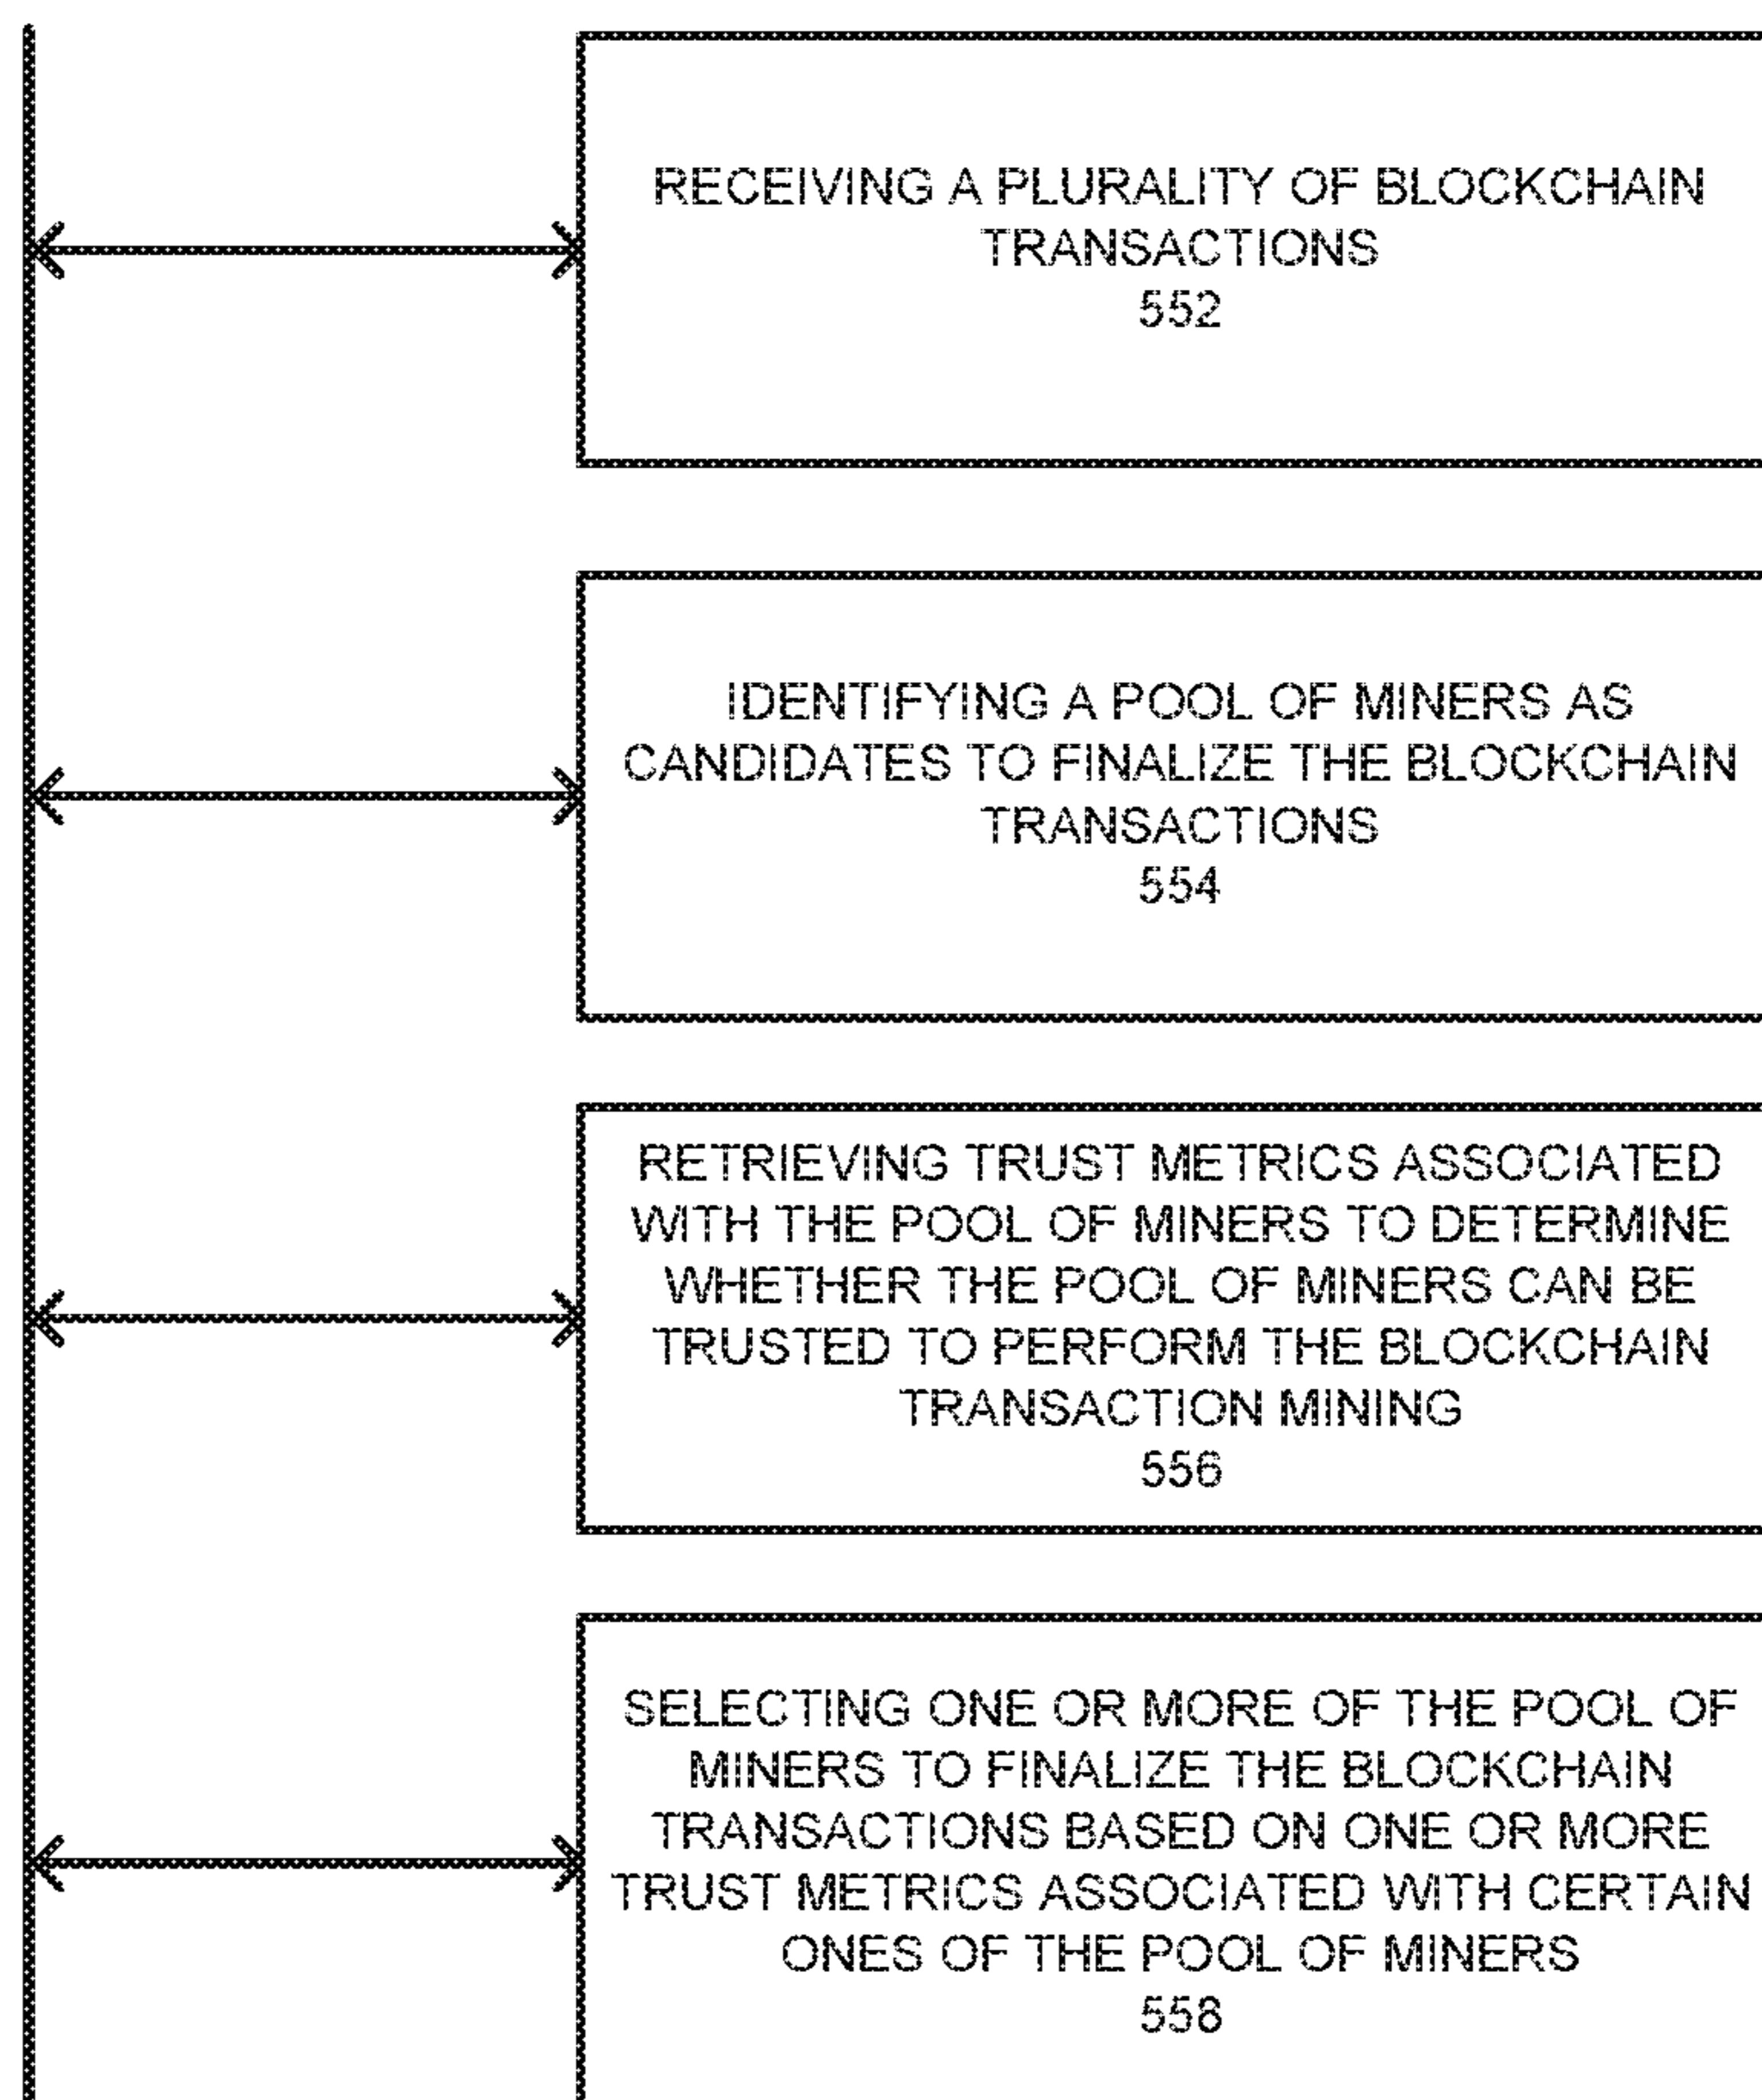 RECEIVING A PLURALITY OF BLOCKCHAIN
TRANSACTIONS
552
IDENTIFYING A POOL OF MINERS AS
CANDIDATES TO FINALIZE THE BLOCKCHAIN
TRANSACTIONS
554
RETRIEVING TRUST METRICS ASSOCIATED
WITH THE POOL OF MINERS TO DETERMINE
WHETHER THE POOL OF MINERS CAN BE
TRUSTED TO PERFORM THE BLOCKCHAIN
TRANSACTION MINING
556
SELECTING ONE OR MORE OF THE POOL OF
MINERS TO FINALIZE THE BLOCKCHAIN
TRANSACTIONS BASED ON ONE OR MORE
TRUST METRICS ASSOCIATED WITH CERTAIN
ONES OF THE POOL OF MINERS
558